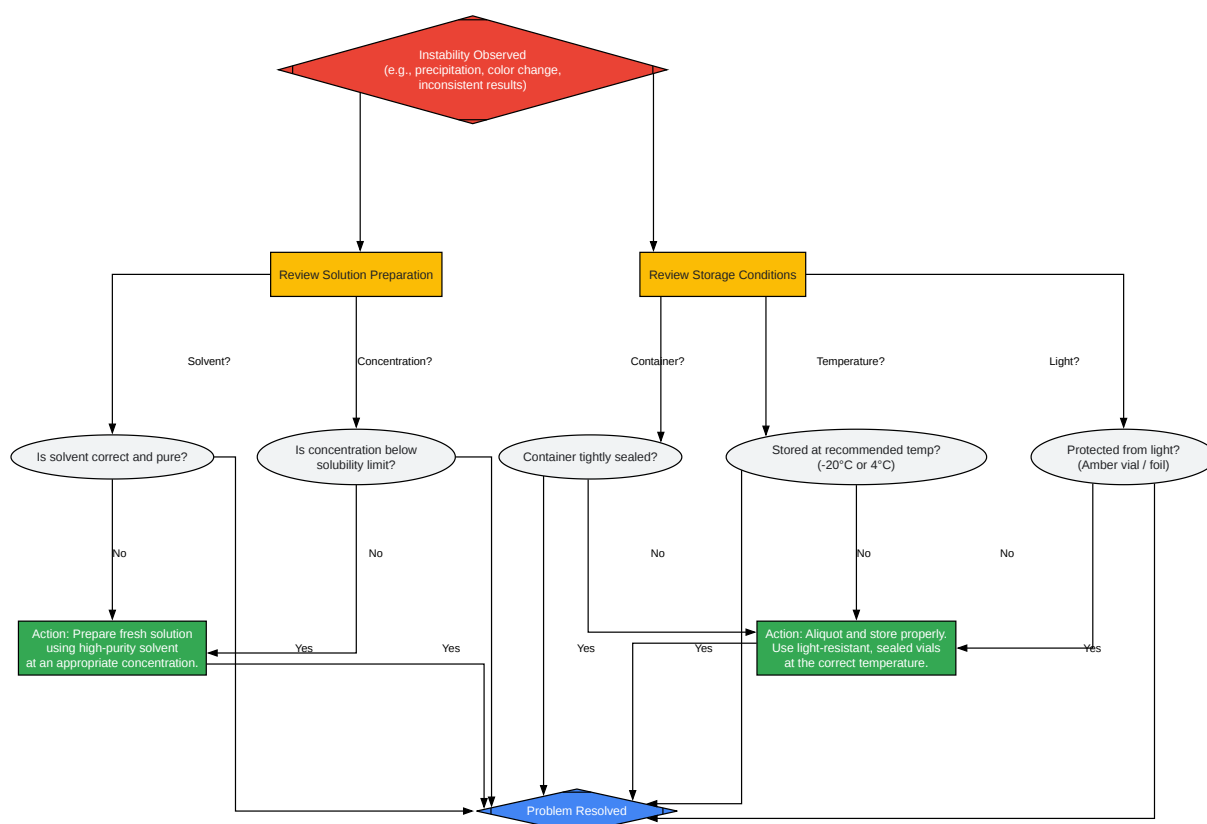 Instability Observed
(e.g., precipitation, color change,
inconsistent results)
Review Solution Preparation
Review Storage Conditions
Solvent?
Concentration?
Container?
Temperature?
Light?
Is solvent correct and pure?
Is concentration below
solubility limit?
Container tightly sealed?
Stored at recommended temp?
(-20°C or 4°C)
Protected from light?
(Amber vial / foil)
No
No
No
No
No
Action: Prepare fresh solution
using high-purity solvent
at an appropriate concentration.
Yes
Yes
Yes
Yes
Action: Aliquot and store properly.
Use light-resistant, sealed vials
at the correct temperature.
Yes
Problem Resolved